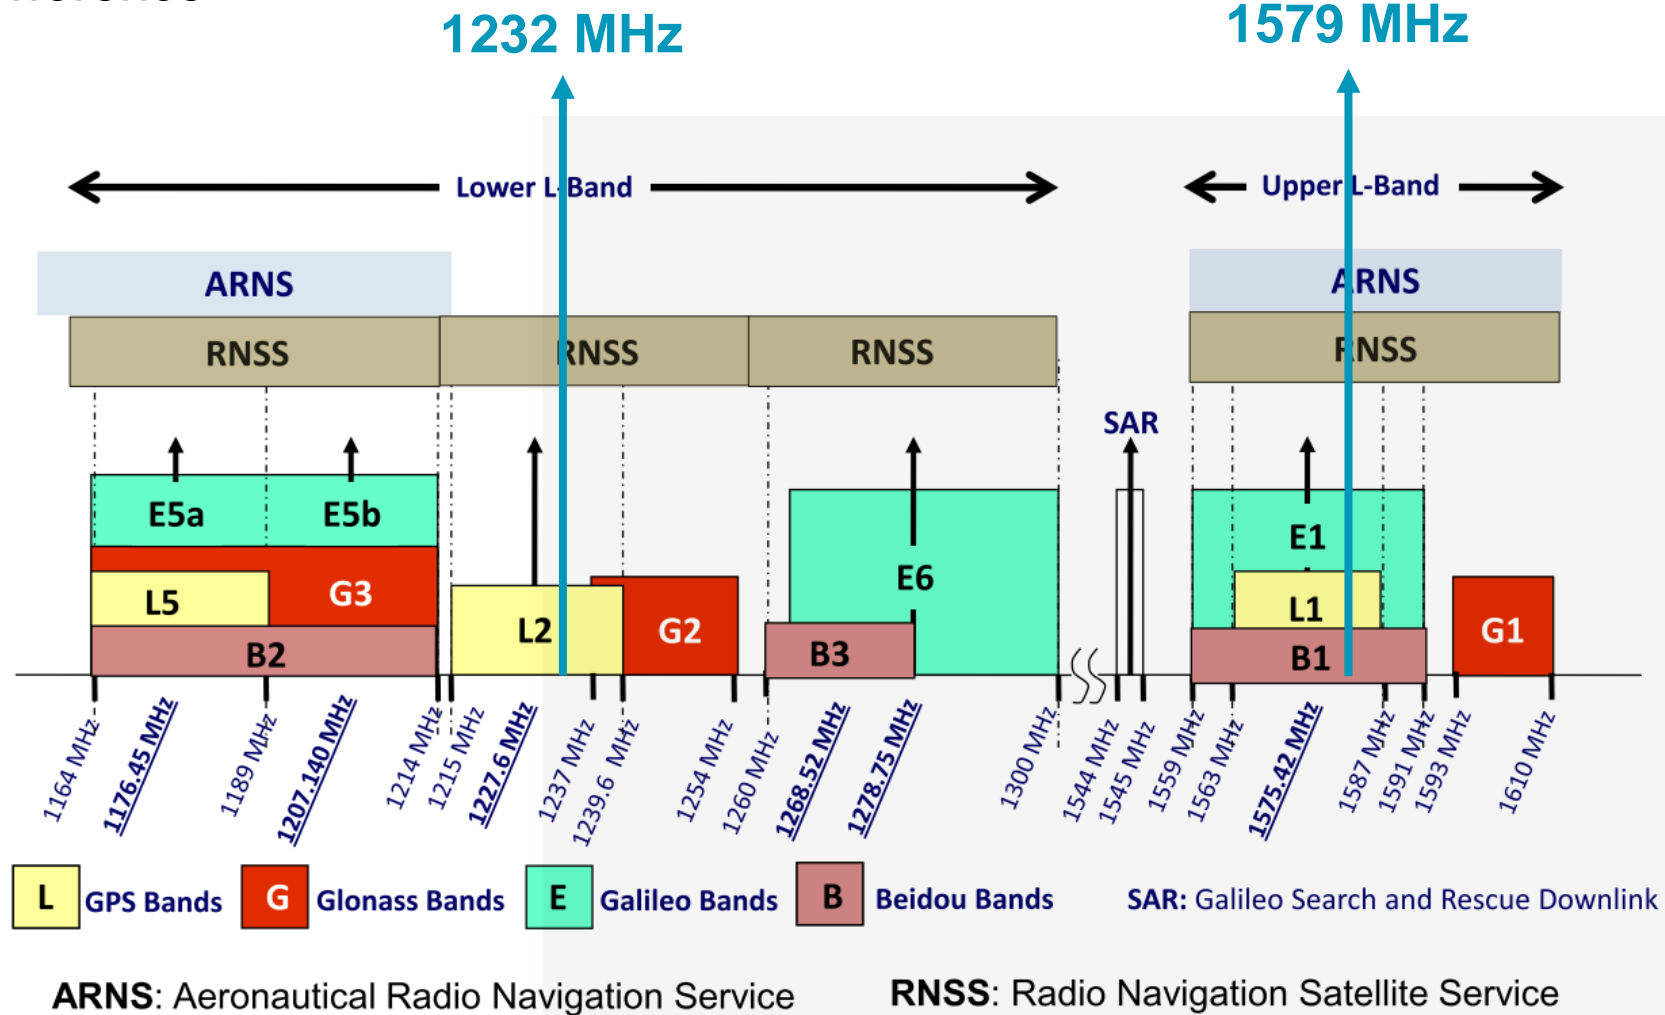 1232 MHz
1579 MHz
Lower L-Band
Upper L-Band
ARNS
ARNS
RNSS
RNSS
RNSS
RNSS
SAR
E5a
E5b
E1
E6
L5
G3
L1
L2
G2
G1
B2
B3
B1
1164 MHz
1176.45 MHz
1189 MHz
1207.140 MHz
1214 MHz
1215 MHz
1227.6 MHz
1237 MHz
1239.6 MHz
1254 MHz
1260 MHz
1268.52 MHz
1278.75 MHz
1300 MHz
1544 MHz
1545 MHz
1559 MHz
1563 MHz
1575.42 MHz
1587 MHz
1591 MHz
1593 MHz
1610 MHz
L GPS Bands
G Glonass Bands
E Galileo Bands
B Beidou Bands
SAR: Galileo Search and Rescue Downlink
ARNS: Aeronautical Radio Navigation Service
RNSS: Radio Navigation Satellite Service